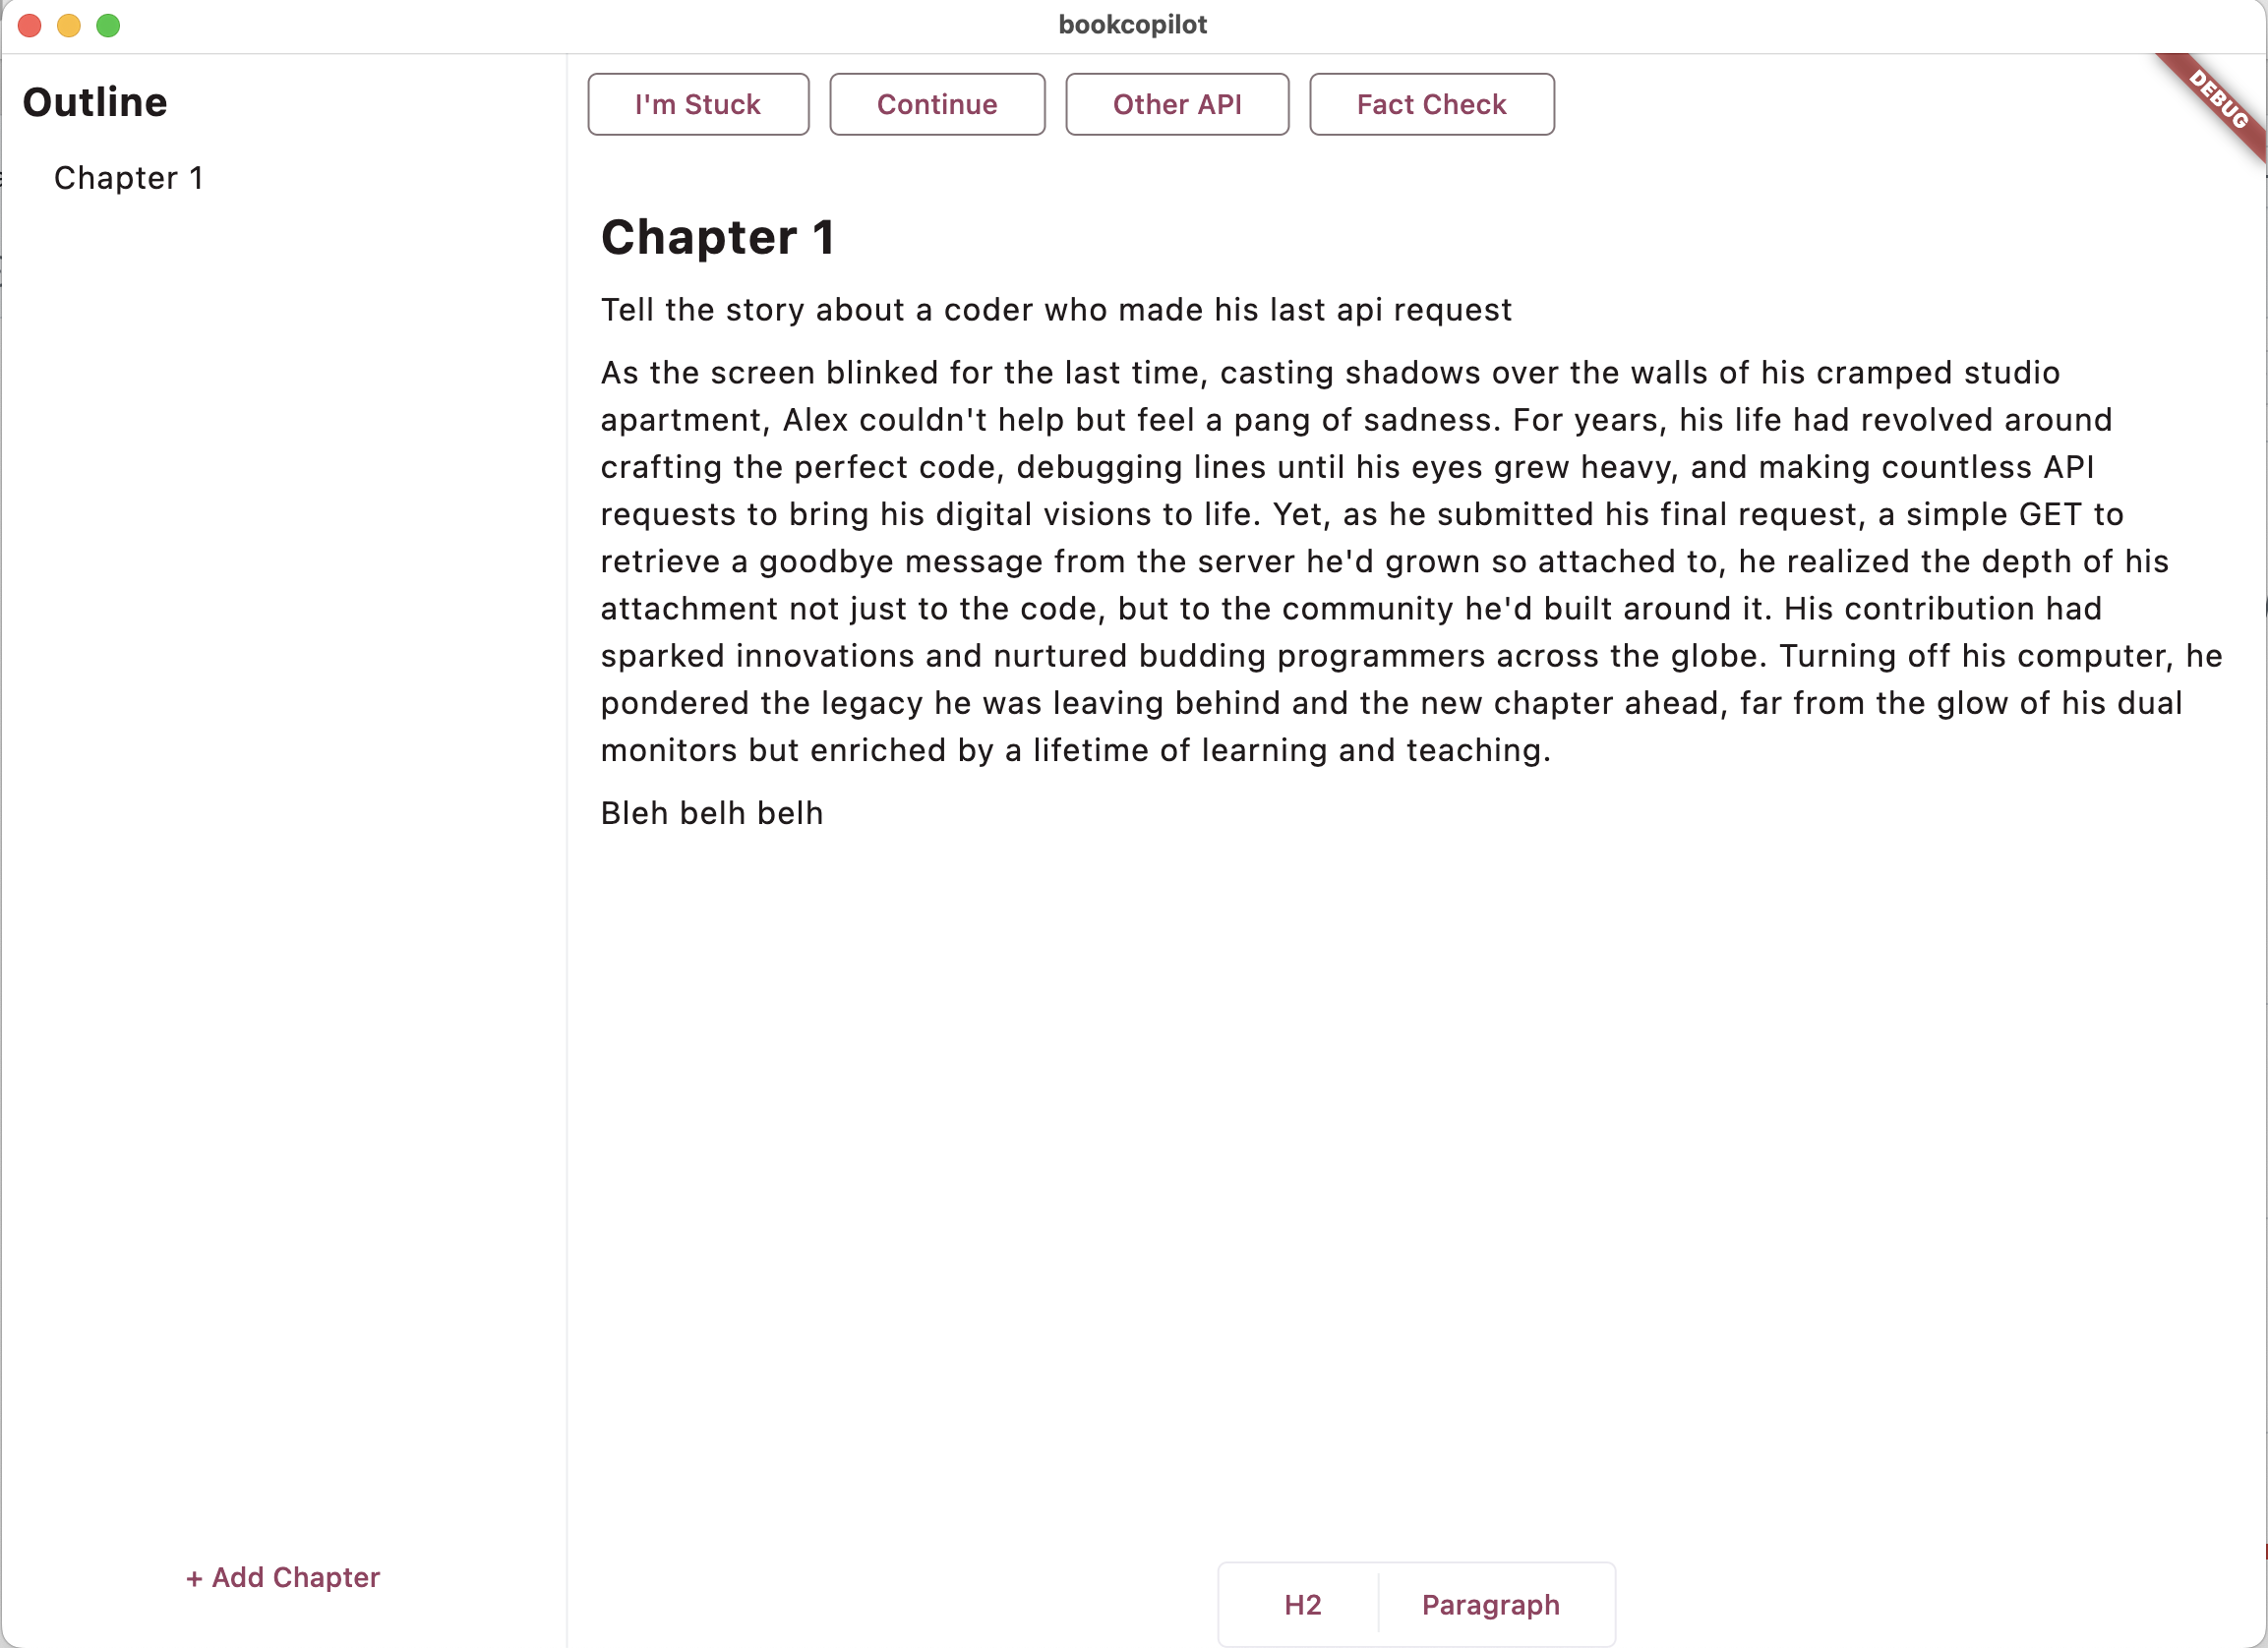 bookcopilot
Outline
Chapter 1
+ Add Chapter
I'm Stuck
Continue
Other API
Fact Check
DEBUG
Chapter 1
Tell the story about a coder who made his last api request
As the screen blinked for the last time, casting shadows over the walls of his cramped studio
apartment, Alex couldn't help but feel a pang of sadness. For years, his life had revolved around
crafting the perfect code, debugging lines until his eyes grew heavy, and making countless API
requests to bring his digital visions to life. Yet, as he submitted his final request, a simple GET to
retrieve a goodbye message from the server he'd grown so attached to, he realized the depth of his
attachment not just to the code, but to the community he'd built around it. His contribution had
sparked innovations and nurtured budding programmers across the globe. Turning off his computer, he
pondered the legacy he was leaving behind and the new chapter ahead, far from the glow of his dual
monitors but enriched by a lifetime of learning and teaching.
Bleh belh belh
H2
Paragraph